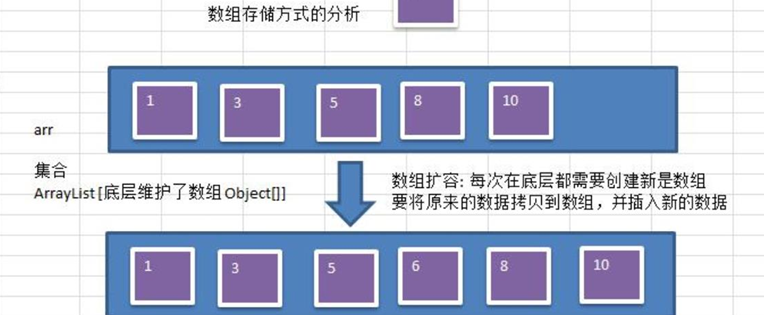 数组存储方式的分析
1 3 5 8 10
arr
集合
ArrayList [底层维护了数组 Object[]]
数组扩容: 每次在底层都需要创建新是数组
要将原来的数据拷贝到数组，并插入新的数据
1 3 5 6 8 10